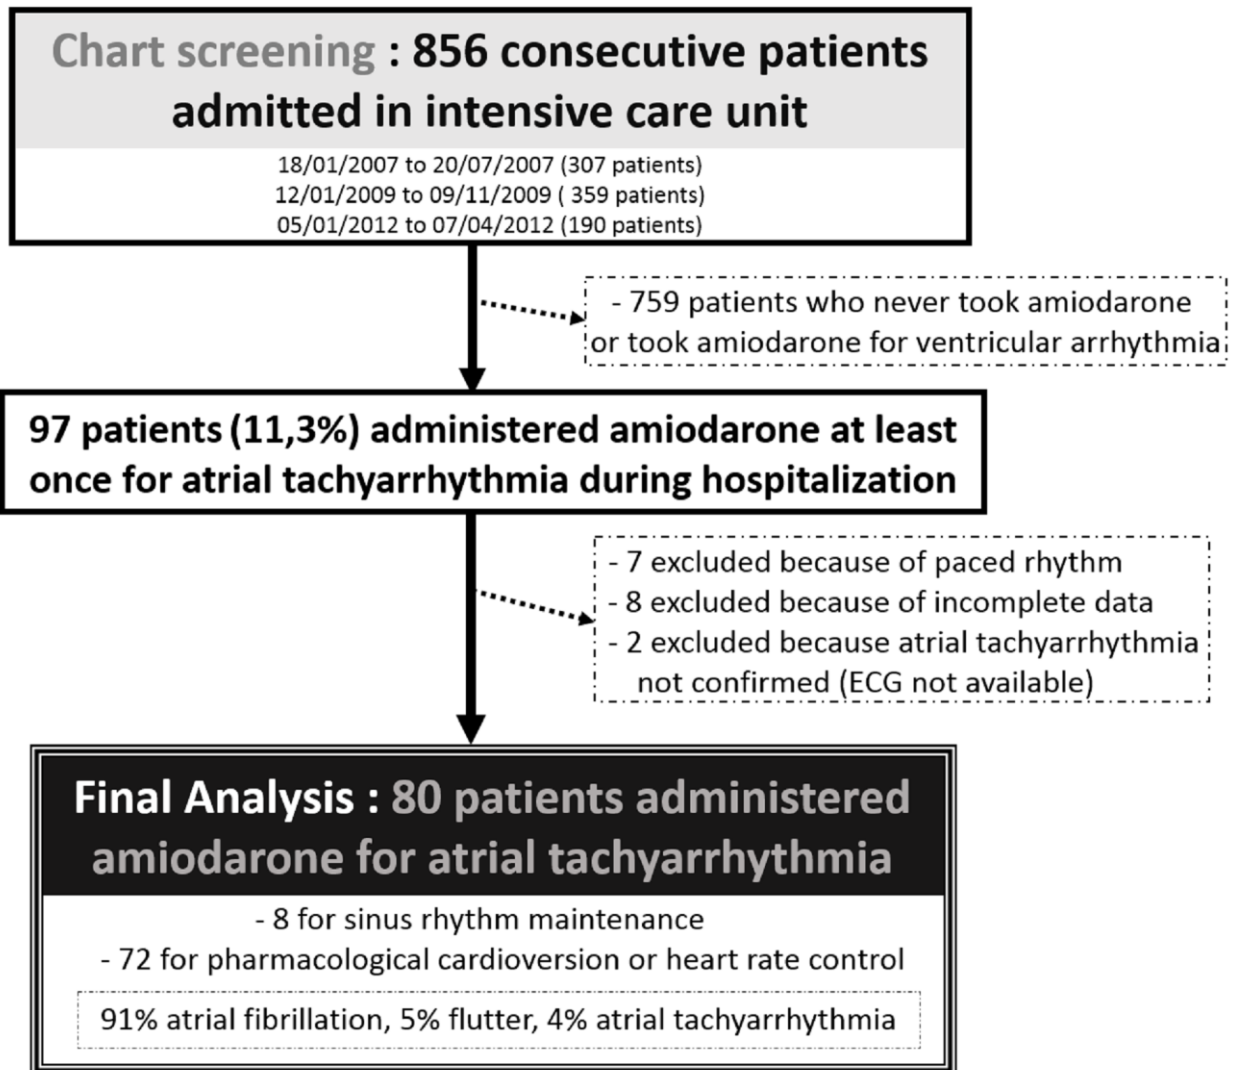 Chart screening : 856 consecutive patients
admitted in intensive care unit
18/01/2007 to 20/07/2007 (307 patients)
12/01/2009 to 09/11/2009 ( 359 patients)
05/01/2012 to 07/04/2012 (190 patients)
- 759 patients who never took amiodarone
or took amiodarone for ventricular arrhythmia
97 patients (11,3%) administered amiodarone at least
once for atrial tachyarrhythmia during hospitalization
- 7 excluded because of paced rhythm
- 8 excluded because of incomplete data
- 2 excluded because atrial tachyarrhythmia
not confirmed (ECG not available)
Final Analysis : 80 patients administered
amiodarone for atrial tachyarrhythmia
- 8 for sinus rhythm maintenance
- 72 for pharmacological cardioversion or heart rate control
91% atrial fibrillation, 5% flutter, 4% atrial tachyarrhythmia